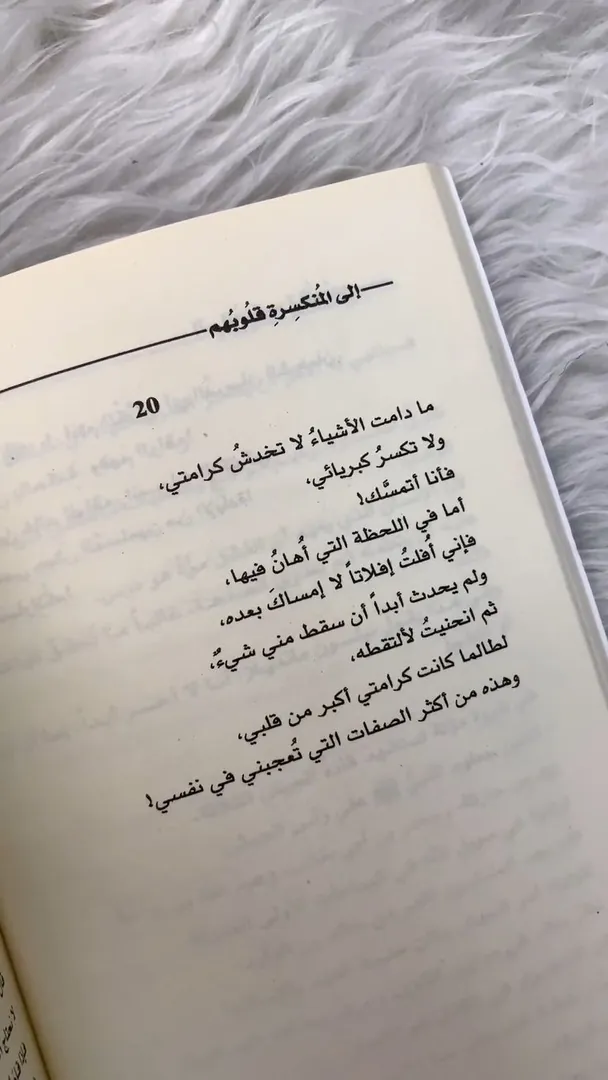 إلى المُنكسِرةِ قلُوبُهم
20
ما دامت الأشياءُ لا تخدشُ كرامتي،
ولا تكسرُ كبريائي،
فأنا أتمسَّك!
أما في اللحظة التي أُهانُ فيها،
فإني أُفلتُ إفلاتاً لا إمساكَ بعده،
ولم يحدث أبداً أن سقط مني شيءٌ،
ثم انحنيتُ لألتقطه،
لطالما كانت كرامتي أكبر من قلبي،
وهذه من أكثر الصفات التي تُعجبني في نفسي!